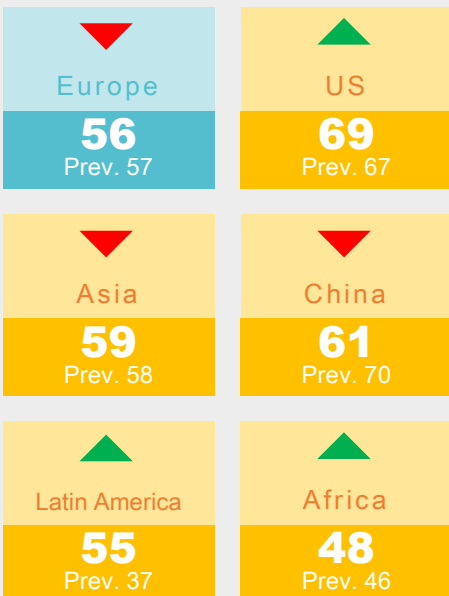 Europe
56
Prev. 57
US
69
Prev. 67
Asia
59
Prev. 58
China
61
Prev. 70
Latin America
55
Prev. 37
Africa
48
Prev. 46